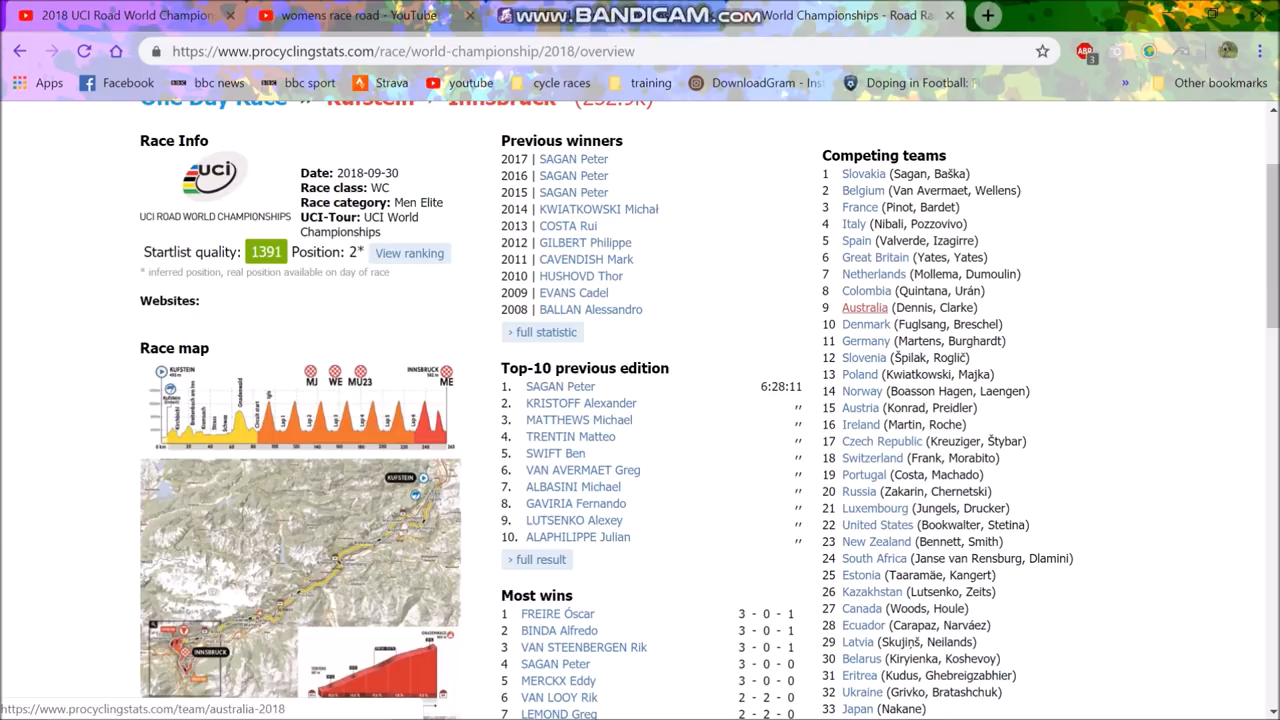 2018 UCI Road World Champion
womens race road - YouTube
www.BANDICAM.com
World Championships - Road Ra
https://www.procyclingstats.com/race/world-championship/2018/overview
ABP
3
Apps
Facebook
bbc news
bbc sport
Strava
youtube
cycle races
training
DownloadGram - Inst
Doping in Football:
»
Other bookmarks
One Day Race » Kufstein › Innsbruck (252.9k)
Race Info
UCI
UCI ROAD WORLD CHAMPIONSHIPS
Date: 2018-09-30
Race class: WC
Race category: Men Elite
UCI-Tour: UCI World
Championships
Startlist quality: 1391 Position: 2* View ranking
* inferred position, real position available on day of race
Websites:
Race map
KUFSTEIN
MJ
WE
MU23
INNSBRUCK
ME
KUFSTEIN
INNSBRUCK
Previous winners
2017 | SAGAN Peter
2016 | SAGAN Peter
2015 | SAGAN Peter
2014 | KWIATKOWSKI Michał
2013 | COSTA Rui
2012 | GILBERT Philippe
2011 | CAVENDISH Mark
2010 | HUSHOVD Thor
2009 | EVANS Cadel
2008 | BALLAN Alessandro
› full statistic
Top-10 previous edition
1. SAGAN Peter 6:28:11
2. KRISTOFF Alexander ,,
3. MATTHEWS Michael ,,
4. TRENTIN Matteo ,,
5. SWIFT Ben ,,
6. VAN AVERMAET Greg ,,
7. ALBASINI Michael ,,
8. GAVIRIA Fernando ,,
9. LUTSENKO Alexey ,,
10. ALAPHILIPPE Julian ,,
› full result
Most wins
1 FREIRE Óscar 3 - 0 - 1
2 BINDA Alfredo 3 - 0 - 1
3 VAN STEENBERGEN Rik 3 - 0 - 1
4 SAGAN Peter 3 - 0 - 0
5 MERCKX Eddy 3 - 0 - 0
6 VAN LOOY Rik 2 - 2 - 0
7 LEMOND Greg 2 - 2 - 0
Competing teams
1 Slovakia (Sagan, Baška)
2 Belgium (Van Avermaet, Wellens)
3 France (Pinot, Bardet)
4 Italy (Nibali, Pozzovivo)
5 Spain (Valverde, Izagirre)
6 Great Britain (Yates, Yates)
7 Netherlands (Mollema, Dumoulin)
8 Colombia (Quintana, Urán)
9 Australia (Dennis, Clarke)
10 Denmark (Fuglsang, Breschel)
11 Germany (Martens, Burghardt)
12 Slovenia (Špilak, Roglič)
13 Poland (Kwiatkowski, Majka)
14 Norway (Boasson Hagen, Laengen)
15 Austria (Konrad, Preidler)
16 Ireland (Martin, Roche)
17 Czech Republic (Kreuziger, Štybar)
18 Switzerland (Frank, Morabito)
19 Portugal (Costa, Machado)
20 Russia (Zakarin, Chernetski)
21 Luxembourg (Jungels, Drucker)
22 United States (Bookwalter, Stetina)
23 New Zealand (Bennett, Smith)
24 South Africa (Janse van Rensburg, Dlamini)
25 Estonia (Taaramäe, Kangert)
26 Kazakhstan (Lutsenko, Zeits)
27 Canada (Woods, Houle)
28 Ecuador (Carapaz, Narváez)
29 Latvia (Skujiņš, Neilands)
30 Belarus (Kiryienka, Koshevoy)
31 Eritrea (Kudus, Ghebreigzabhier)
32 Ukraine (Grivko, Bratashchuk)
33 Japan (Nakane)
https://www.procyclingstats.com/team/australia-2018